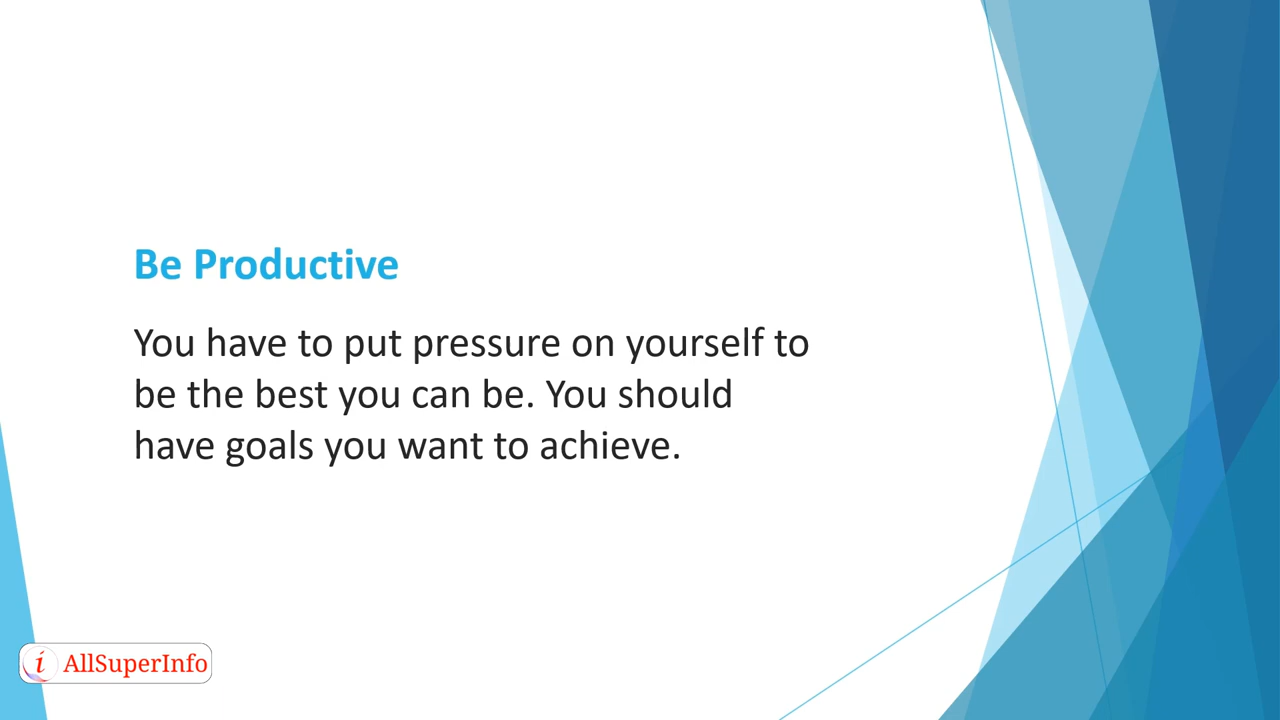 Be Productive
You have to put pressure on yourself to
be the best you can be. You should
have goals you want to achieve.
i AllSuperInfo